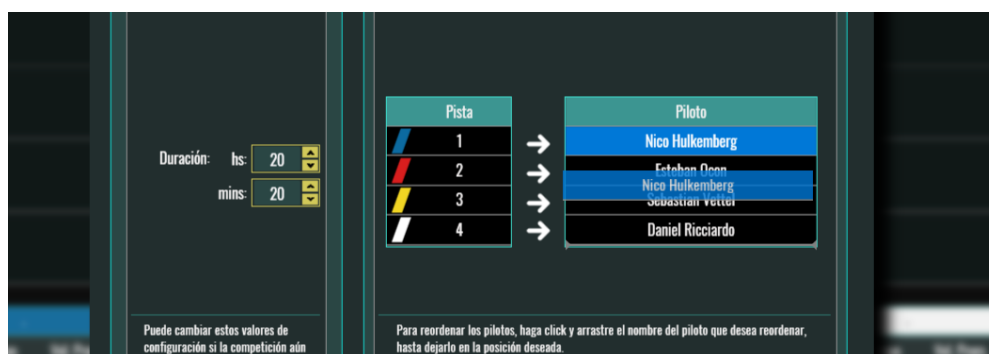 Pista
Piloto
1
Nico Hulkemberg
Duración: hs: 20
2
Esteban Ocon
Nico Hulkemberg
mins: 20
3
Sebastian Vettel
4
Daniel Ricciardo
Puede cambiar estos valores de
configuración si la competición aún
Para reordenar los pilotos, haga click y arrastre el nombre del piloto que desea reordenar,
hasta dejarlo en la posición deseada.